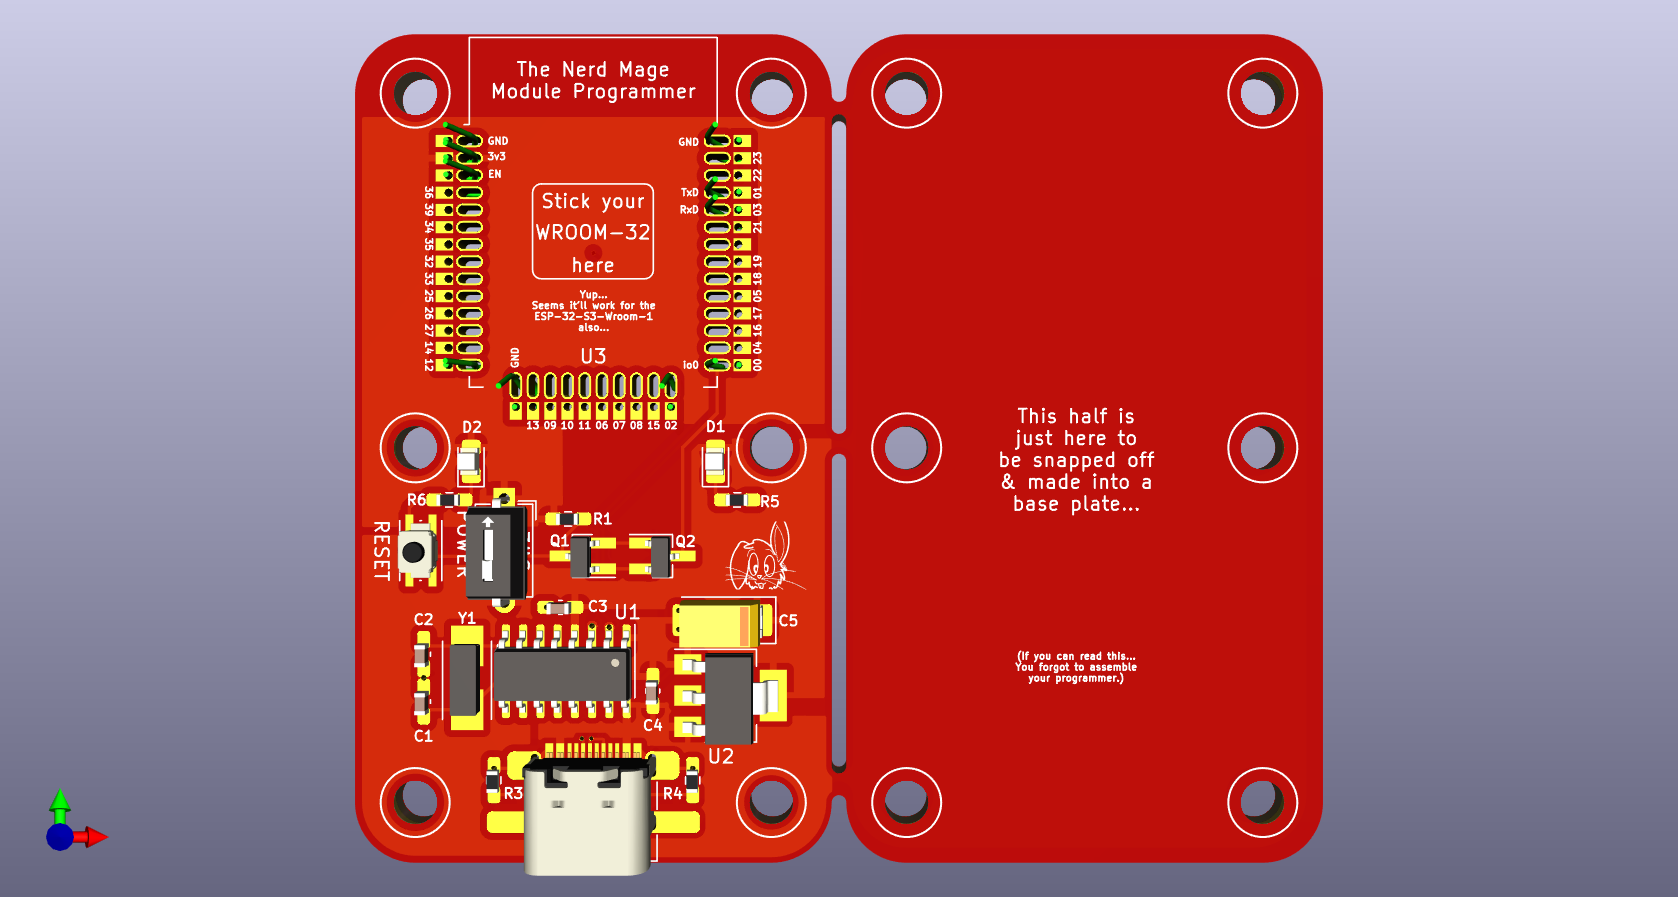 The Nerd Mage
Module Programmer
GND
3v3
EN
36
39
34
35
32
33
25
26
27
14
12
GND
TxD
RxD
io0
23
22
01
03
21
19
18
05
17
16
04
00
Stick your
WROOM-32
here
Yup...
Seems it'll work for the
ESP-32-S3-Wroom-1
also...
U3
GND
13 09 10 11 06 07 08 15 02
D2
D1
R6
R5
R1
RESET
POWER
Q1
Q2
C3
U1
C5
C2
Y1
C1
C4
U2
R3
R4
This half is
just here to
be snapped off
& made into a
base plate...
(If you can read this...
You forgot to assemble
your programmer.)